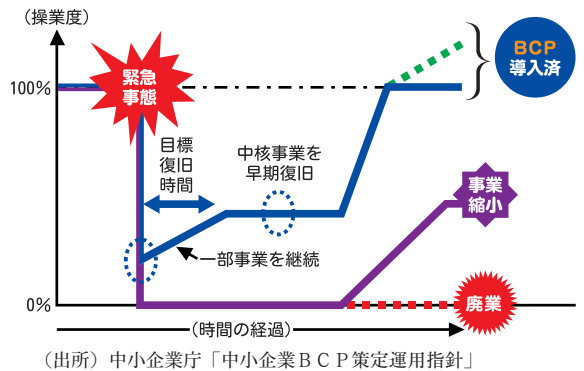 （操業度）
緊急
事態
BCP
導入済
100%
目標
復旧
時間
中核事業を
早期復旧
事業
縮小
一部事業を継続
0%
廃業
（時間の経過）
（出所）中小企業庁「中小企業ＢＣＰ策定運用指針」